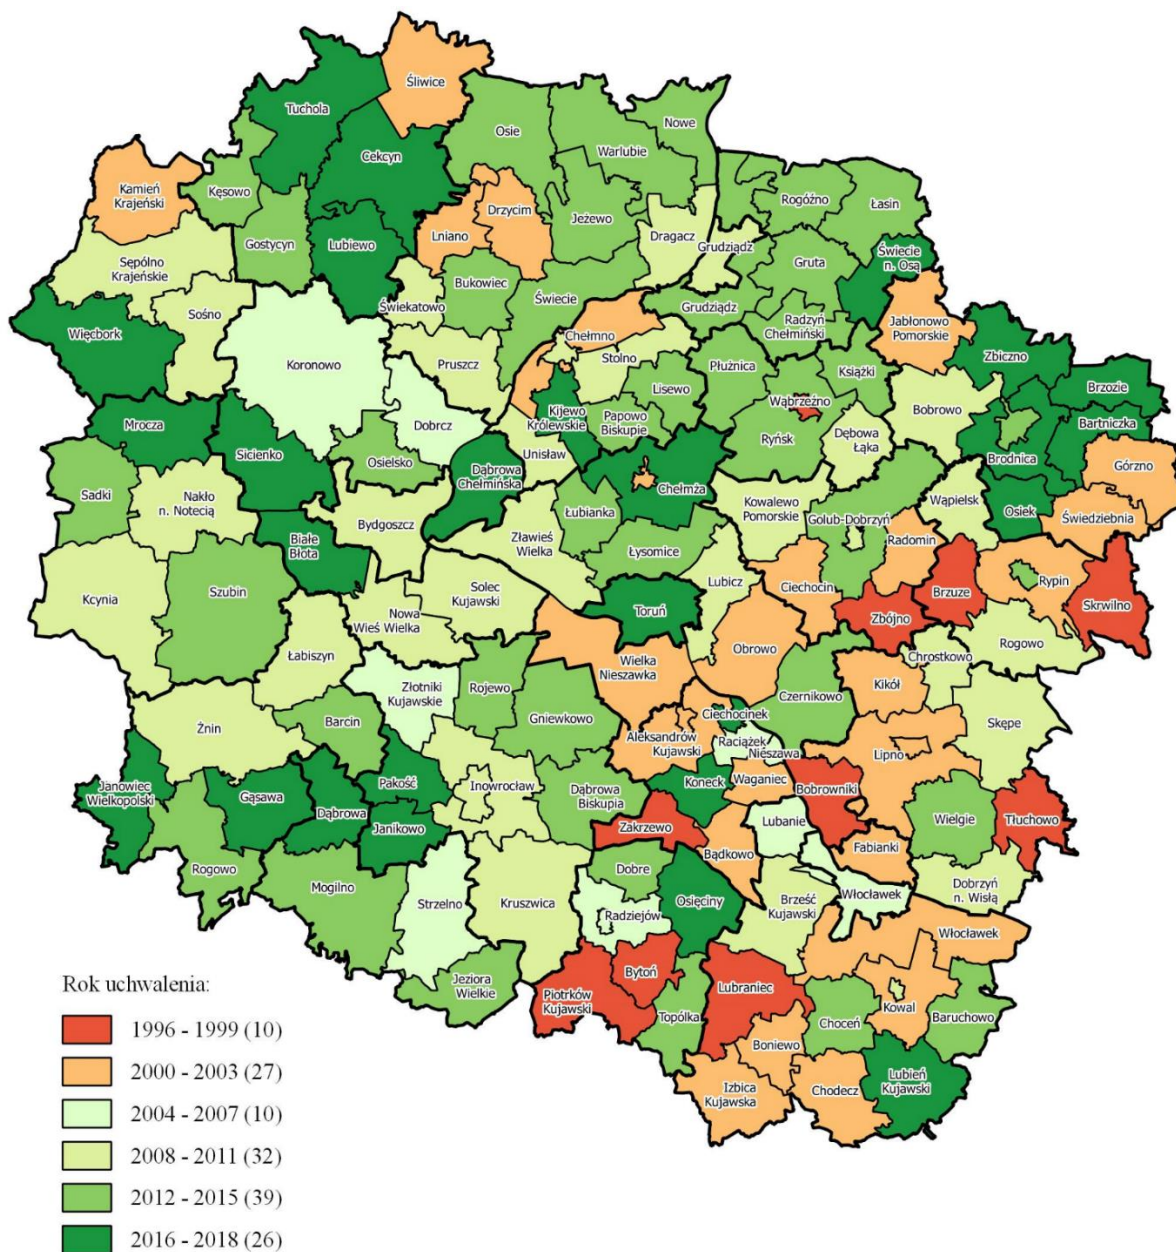 Śliwice
Tuchola
Osie
Nowe
Warlubie
Cekcyn
Kamień
Krajeński
Kęsowo
Rogóźno
Łasin
Drzycim
Jeżewo
Lniano
Dragacz
Grudziądz
Gostycyn
Lubiewo
Świecie
n. Osą
Sępólno
Krajeńskie
Gruta
Bukowiec
Świecie
Świekatowo
Grudziądz
Sośno
Radzyń
Chełmiński
Jabłonowo
Pomorskie
Więcbork
Chełmno
Stolno
Zbiczno
Koronowo
Pruszcz
Płużnica
Książki
Lisewo
Brzozie
Wąbrzeźno
Kijewo
Królewskie
Papowo
Biskupie
Bobrowo
Bartniczka
Mrocza
Dobrcz
Ryńsk
Dębowa
Łąka
Sicienko
Unisław
Osielsko
Brodnica
Górzno
Dąbrowa
Chełmińska
Chełmża
Sadki
Nakło
n. Notecią
Kowalewo
Pomorskie
Wąpielsk
Osiek
Świedziebnia
Łubianka
Golub-Dobrzyń
Bydgoszcz
Zławieś
Wielka
Radomin
Białe
Błota
Łysomice
Lubicz
Rypin
Ciechocin
Brzuze
Szubin
Solec
Kujawski
Kcynia
Skrwilno
Toruń
Zbójno
Nowa
Wieś Wielka
Rogowo
Obrowo
Łabiszyn
Chrostkowo
Wielka
Nieszawka
Złotniki
Kujawskie
Rojewo
Czernikowo
Kikół
Gniewkowo
Barcin
Żnin
Ciechocinek
Skępe
Aleksandrów
Kujawski
Raciążek
Nieszawa
Lipno
Pakość
Inowrocław
Koneck
Waganiec
Janowiec
Wielkopolski
Gąsawa
Dąbrowa
Biskupia
Bobrowniki
Dąbrowa
Janikowo
Zakrzewo
Lubanie
Wielgie
Tłuchowo
Fabianki
Bądkowo
Rogowo
Dobre
Mogilno
Włocławek
Dobrzyń
n. Wisłą
Kruszwica
Brześć
Kujawski
Osięciny
Strzelno
Radziejów
Włocławek
Bytoń
Jeziora
Wielkie
Piotrków
Kujawski
Lubraniec
Kowal
Baruchowo
Topólka
Choceń
Boniewo
Lubień
Kujawski
Izbica
Kujawska
Chodecz
Rok uchwalenia:
1996 - 1999 (10)
2000 - 2003 (27)
2004 - 2007 (10)
2008 - 2011 (32)
2012 - 2015 (39)
2016 - 2018 (26)